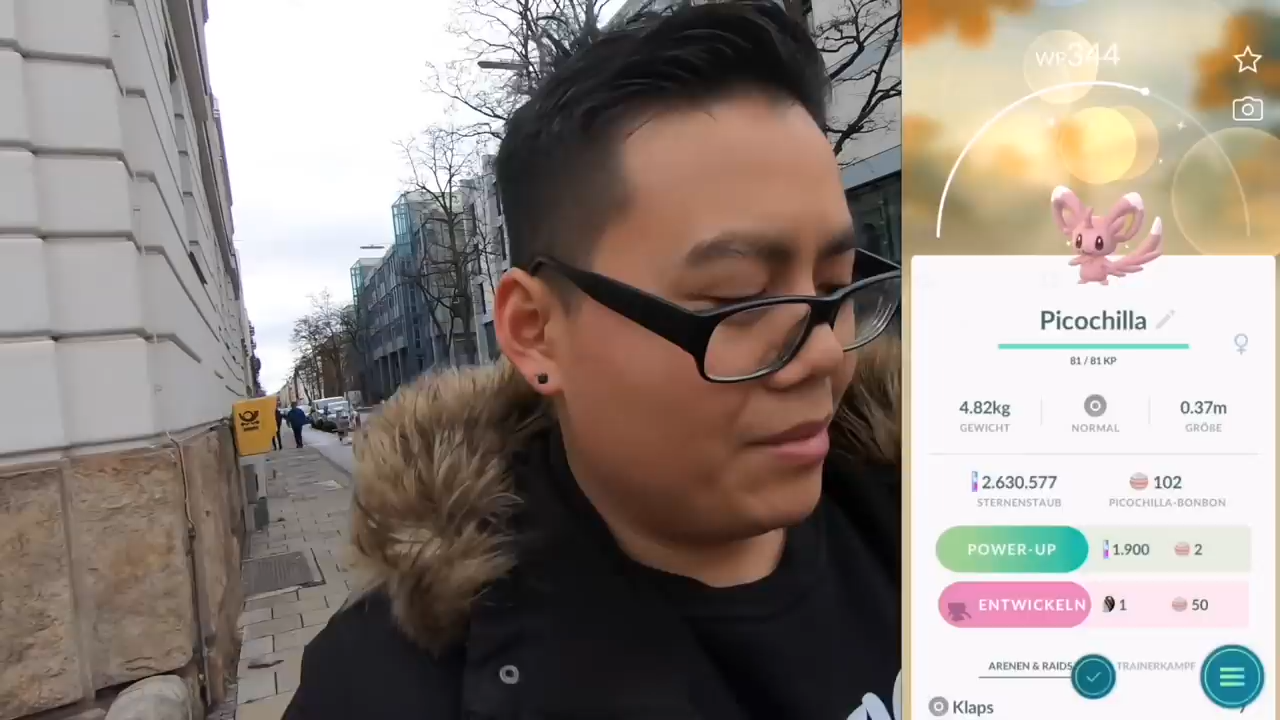 WP344
Picochilla
81 / 81 KP
4.82kg
GEWICHT
NORMAL
0.37m
GRÖßE
2.630.577
STERNENSTAUB
102
PICOCHILLA-BONBON
POWER-UP
1.900
2
ENTWICKELN
1
50
ARENEN & RAIDS
TRAINERKAMPF
Klaps